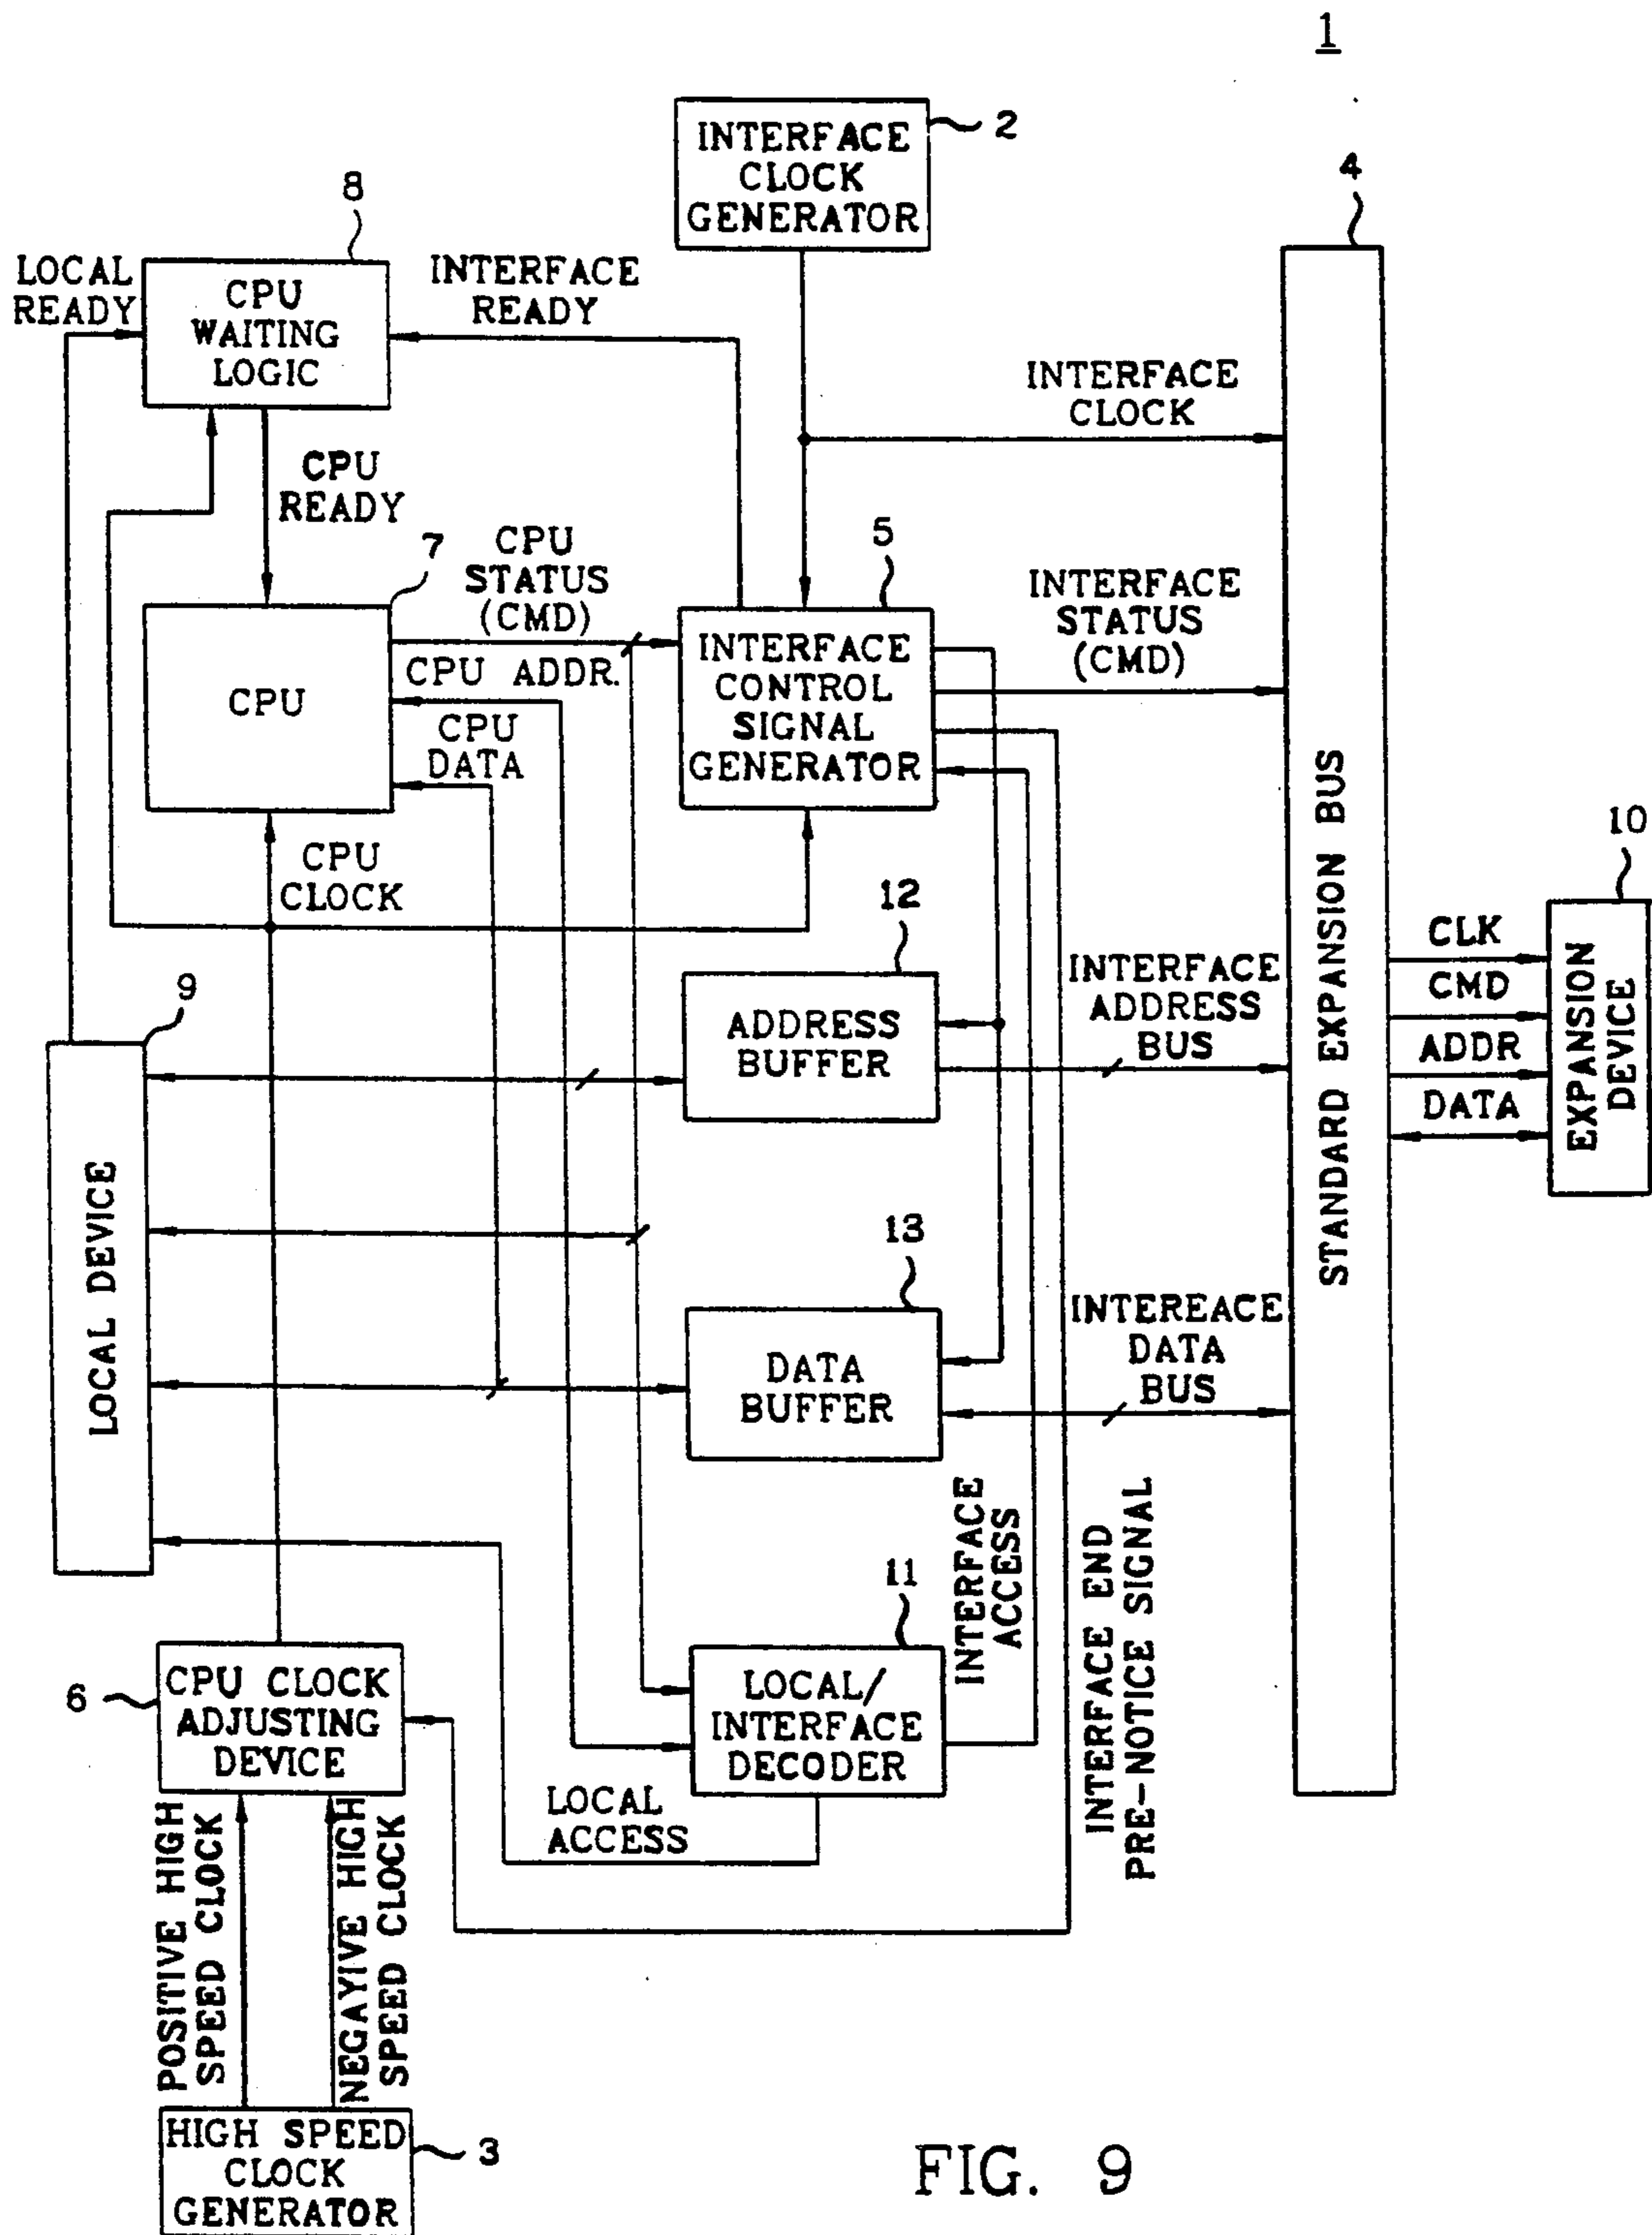 1
INTERFACE
CLOCK
GENERATOR
2
4
8
LOCAL
READY
CPU
WAITING
LOGIC
INTERFACE
READY
INTERFACE
CLOCK
CPU
READY
7
CPU
STATUS
(CMD)
5
INTERFACE
STATUS
(CMD)
CPU
CPU ADDR.
CPU
DATA
INTERFACE
CONTROL
SIGNAL
GENERATOR
CPU
CLOCK
STANDARD EXPANSION BUS
10
12
CLK
CMD
ADDR
DATA
EXPANSION
DEVICE
9
ADDRESS
BUFFER
INTERFACE
ADDRESS
BUS
LOCAL DEVICE
13
DATA
BUFFER
INTEREACE
DATA
BUS
INTERFACE
ACCESS
INTERFACE END
PRE-NOTICE SIGNAL
11
6
CPU CLOCK
ADJUSTING
DEVICE
LOCAL/
INTERFACE
DECODER
LOCAL
ACCESS
POSITIVE HIGH
SPEED CLOCK
NEGAYIVE HIGH
SPEED CLOCK
HIGH SPEED
CLOCK
GENERATOR
3
FIG. 9